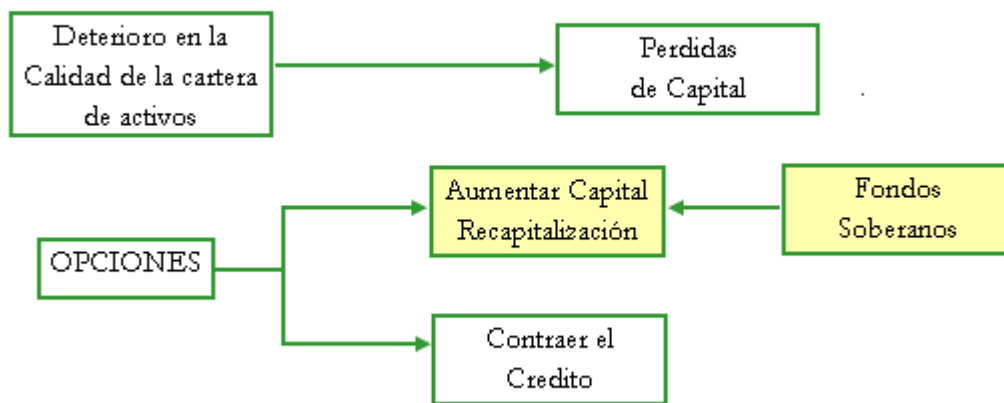 Deterioro en la
Calidad de la cartera
de activos
Perdidas
de Capital
.
Aumentar Capital
Recapitalización
Fondos
Soberanos
OPCIONES
Contraer el
Credito